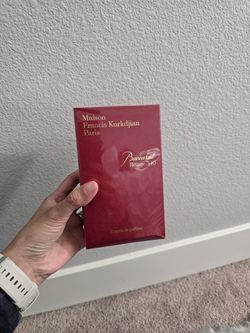 Maison
Francis Kurkdjian
Paris
Baccarat
Rouge 540
Extrait de parfum